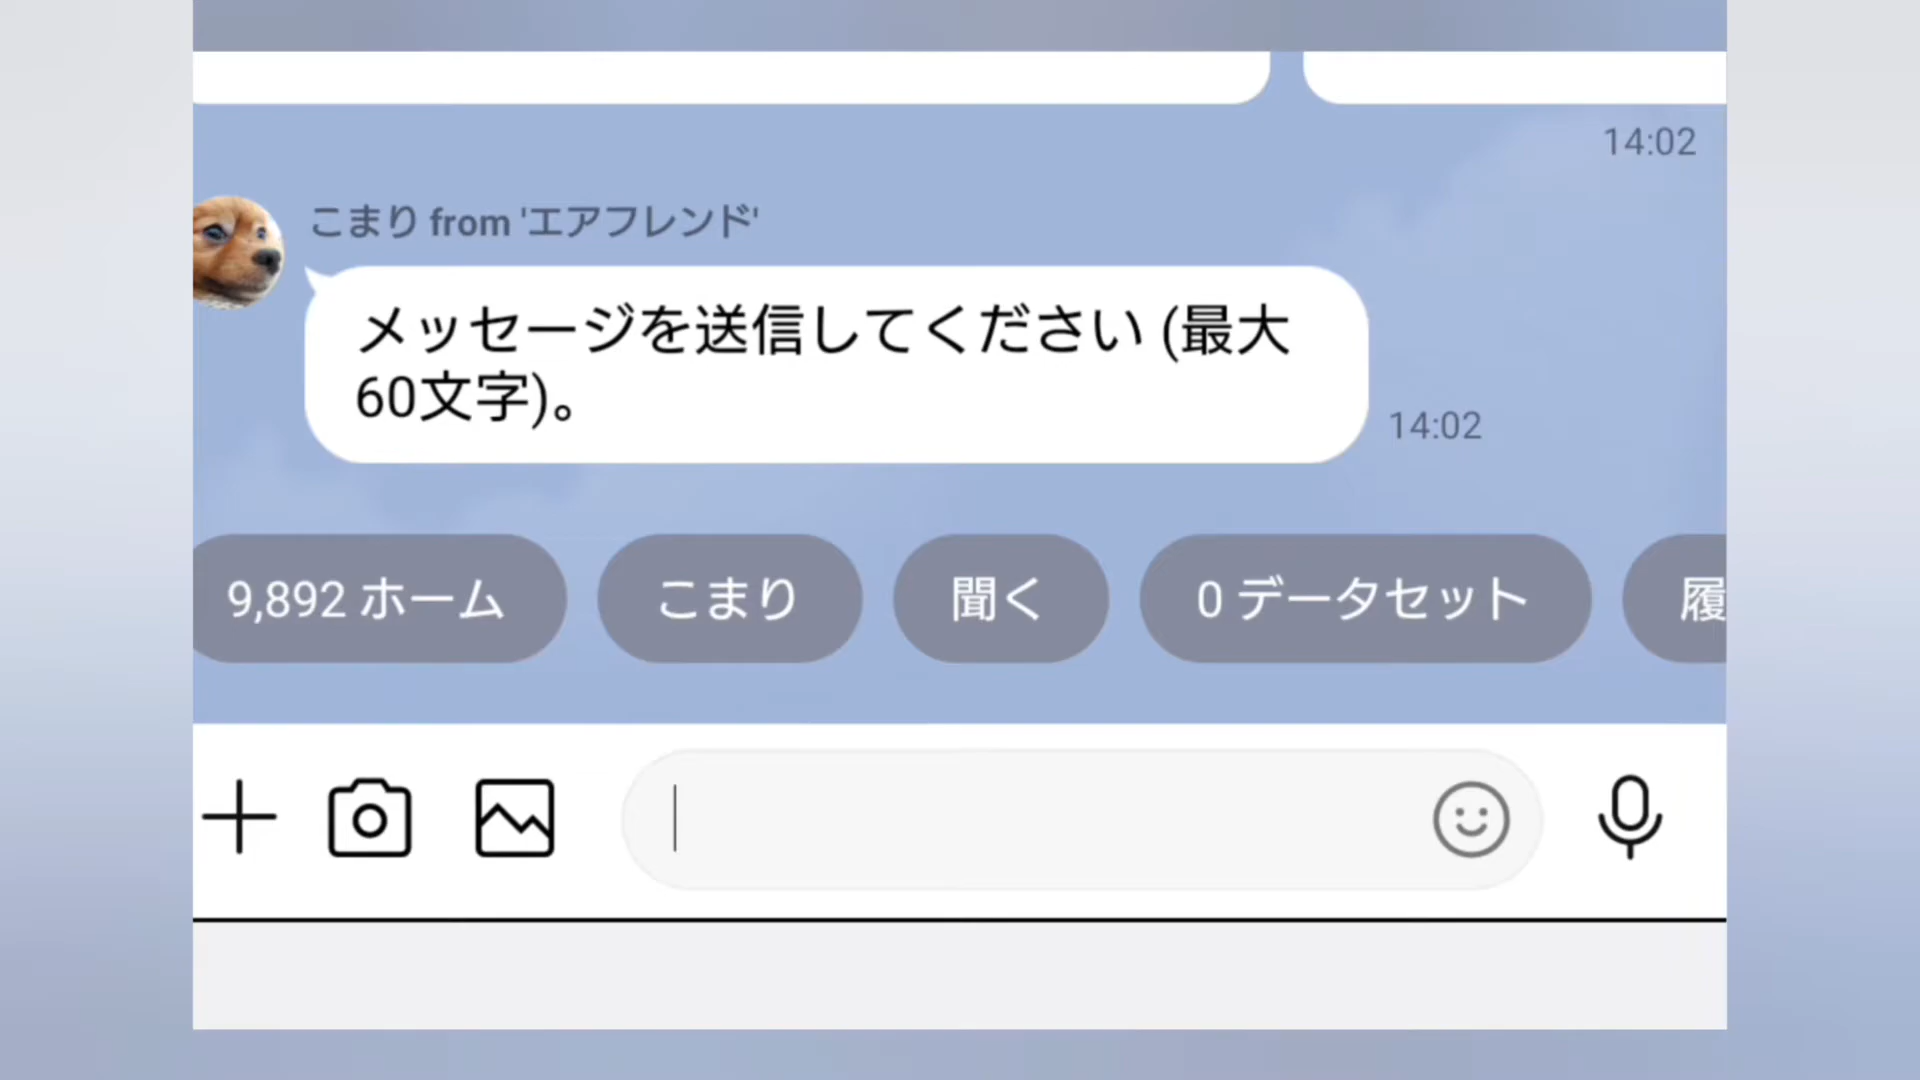 14:02
こまり from 'エアフレンド'
メッセージを送信してください (最大
60文字)。
14:02
9,892 ホーム
こまり
聞く
0 データセット
履